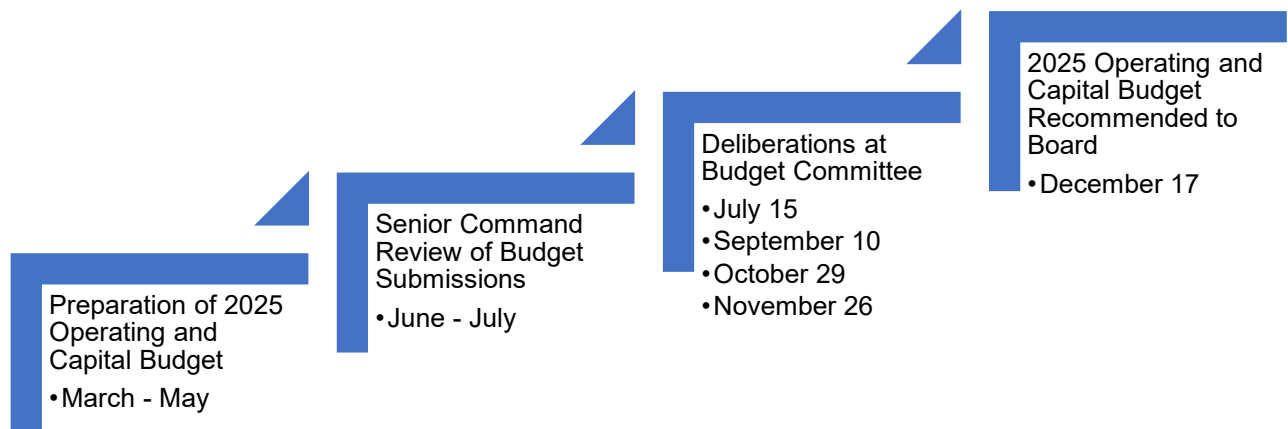 Preparation of 2025
Operating and
Capital Budget
•March - May
Senior Command
Review of Budget
Submissions
•June - July
Deliberations at
Budget Committee
•July 15
•September 10
•October 29
•November 26
2025 Operating and
Capital Budget
Recommended to
Board
•December 17